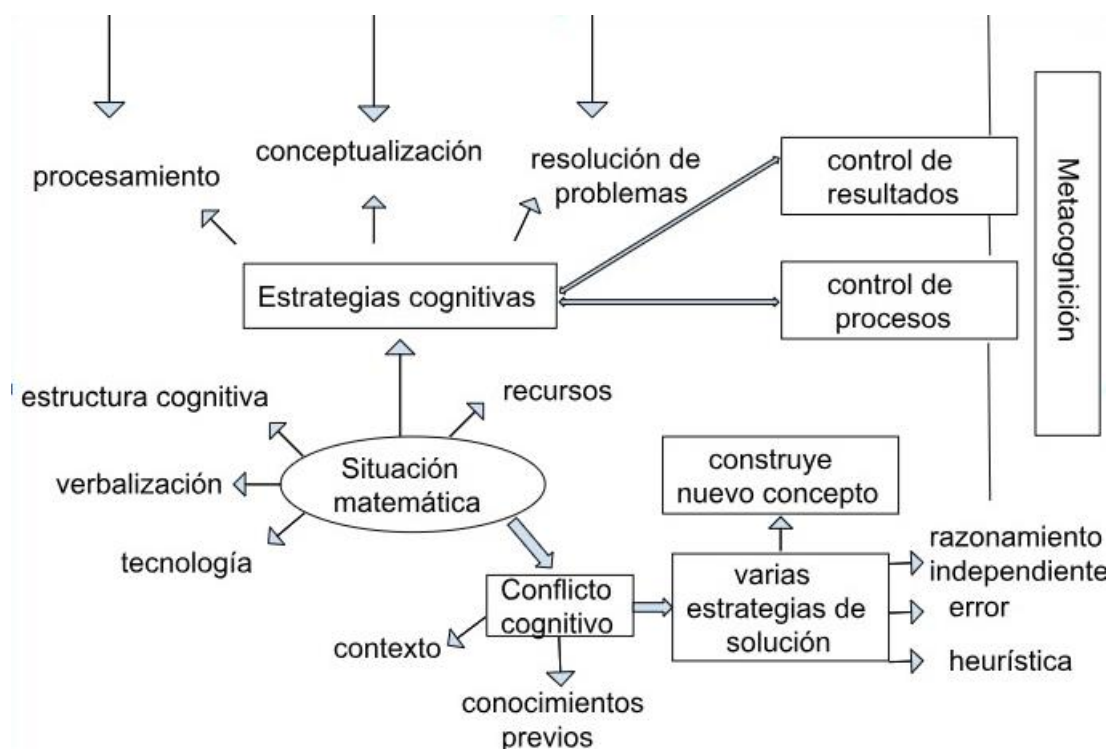 procesamiento
conceptualización
resolución de
problemas
control de
resultados
Metacognición
Estrategias cognitivas
control de
procesos
estructura cognitiva
recursos
verbalización
Situación
matemática
tecnología
construye
nuevo concepto
Conflicto
cognitivo
varias
estrategias de
solución
razonamiento
independiente
error
heurística
contexto
conocimientos
previos